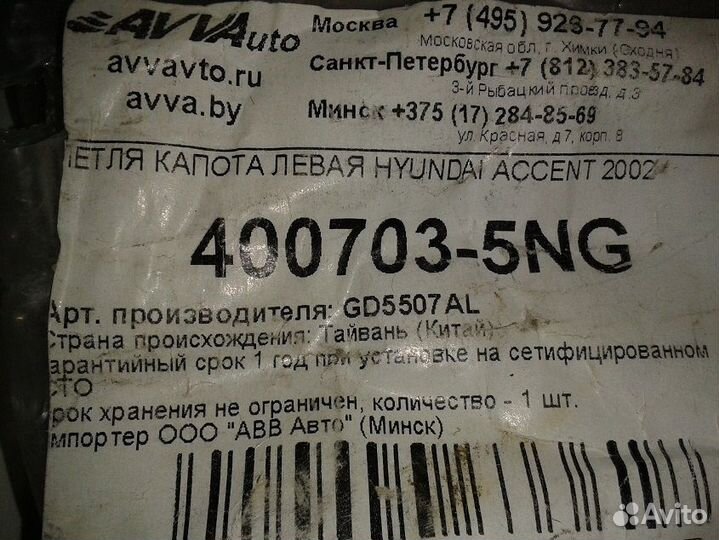 AVVAuto
avvavto.ru
avva.by
Москва +7 (495) 923-77-94
Московская обл, г. Химки (Сходня)
Санкт-Петербург +7 (812) 383-57-84
3-й Рыбацкий проезд, д.3
Минск +375 (17) 284-85-69
ул. Красная, д7, корп. 8
ПЕТЛЯ КАПОТА ЛЕВАЯ HYUNDAI ACCENT 2002
400703-5NG
Арт. производителя: GD5507AL
Страна происхождения: Тайвань (Китай)
арантийный срок 1 год при установке на сетифицированном
СТО
рок хранения не ограничен, количество - 1 шт.
мпортер ООО "АВВ Авто" (Минск)
Avito